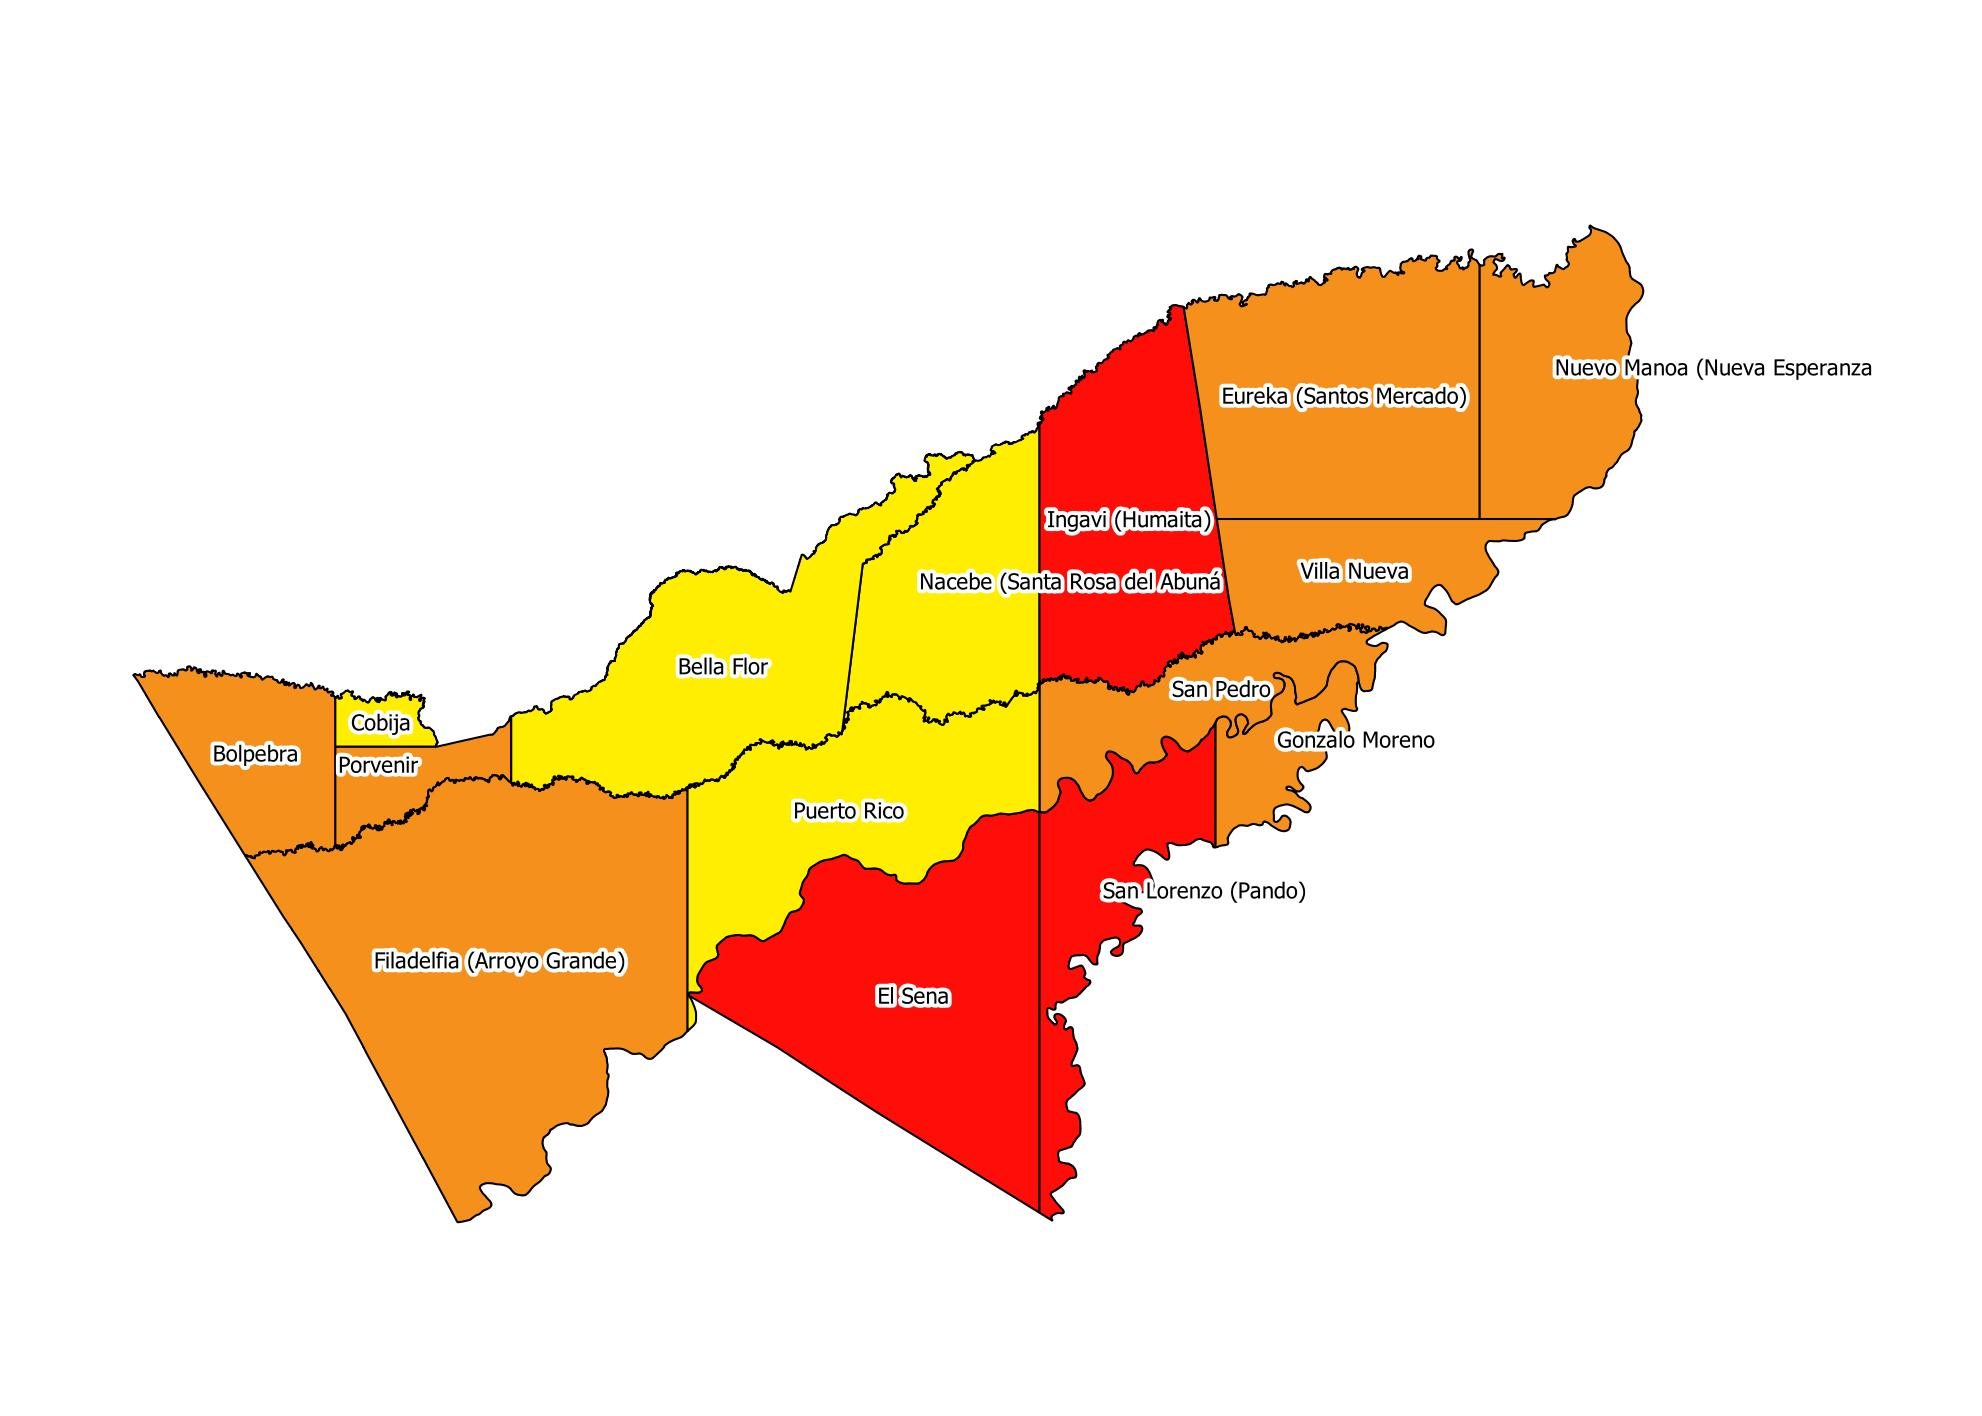 Nuevo Manoa (Nueva Esperanza
Eureka (Santos Mercado)
Ingavi (Humaita)
Villa Nueva
Nacebe (Santa Rosa del Abuná
Bella Flor
San Pedro
Cobija
Gonzalo Moreno
Bolpebra
Porvenir
Puerto Rico
San Lorenzo (Pando)
Filadelfia (Arroyo Grande)
El Sena